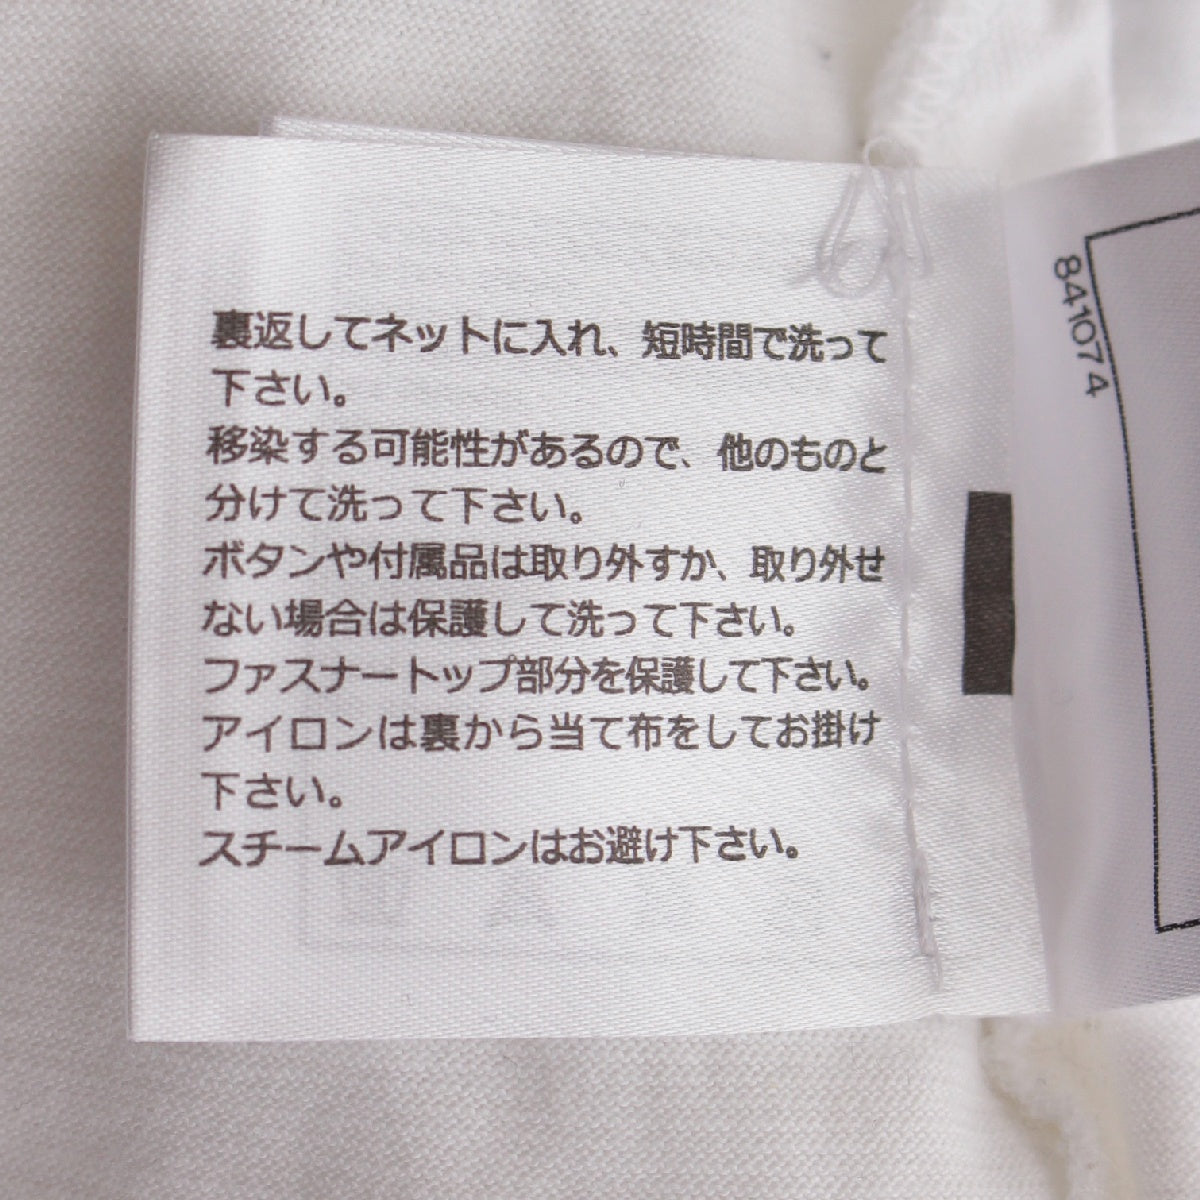 裏返してネットに入れ、短時間で洗って
下さい。
移染する可能性があるので、他のものと
分けて洗って下さい。
ボタンや付属品は取り外すか、取り外せ
ない場合は保護して洗って下さい。
ファスナートップ部分を保護して下さい。
アイロンは裏から当て布をしてお掛け
下さい。
スチームアイロンはお避け下さい。
841074